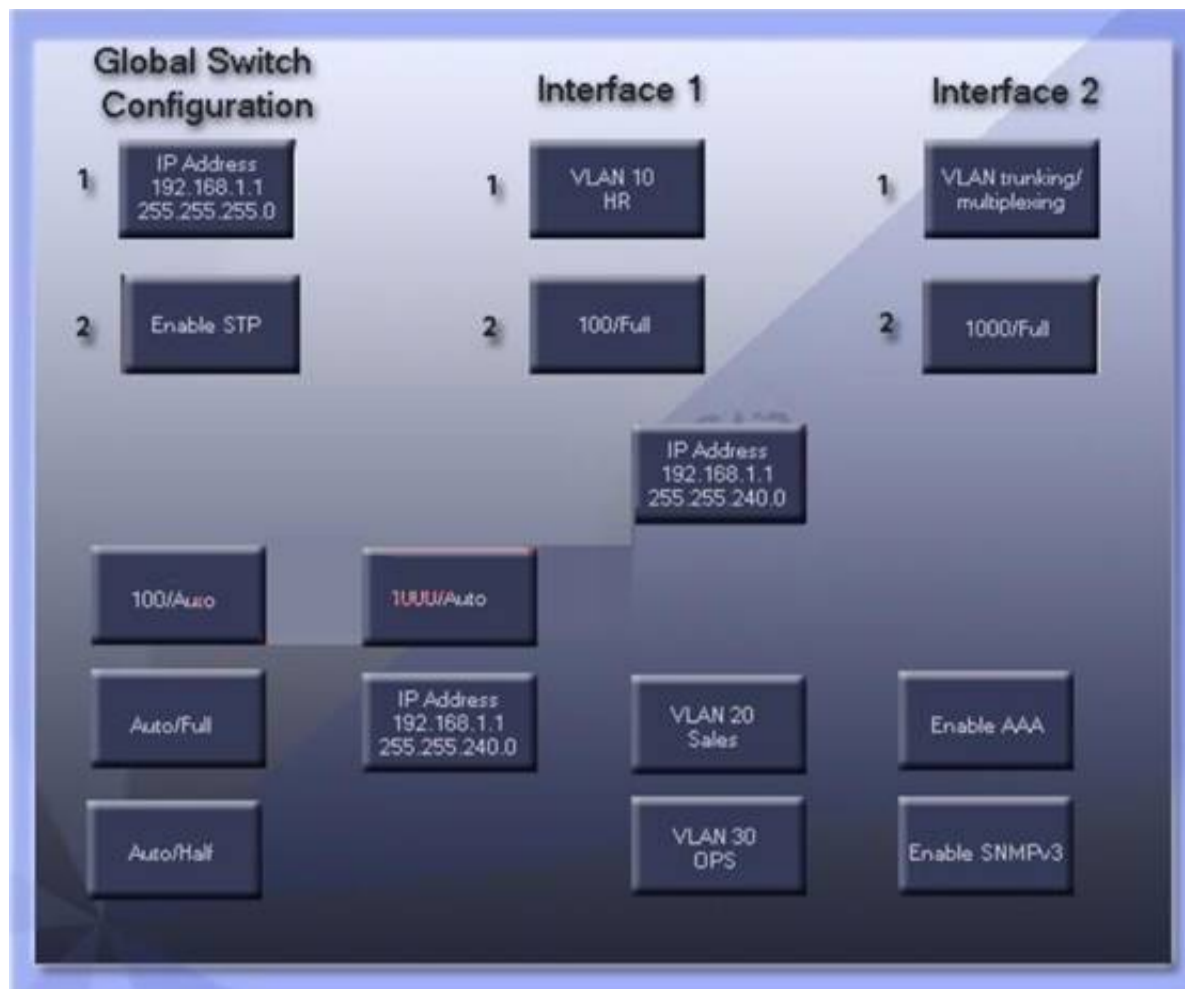 Global Switch
Configuration
Interface 1
Interface 2
1
IP Address
192.168.1.1
255.255.255.0
1
VLAN 10
HR
1
VLAN trunking/
multiplexing
2
Enable STP
2
100/Full
2
1000/Full
IP Address
192.168.1.1
255.255.240.0
100/Auto
1000/Auto
Auto/Full
IP Address
192.168.1.1
255.255.240.0
VLAN 20
Sales
Enable AAA
Auto/Half
VLAN 30
OPS
Enable SNMPv3